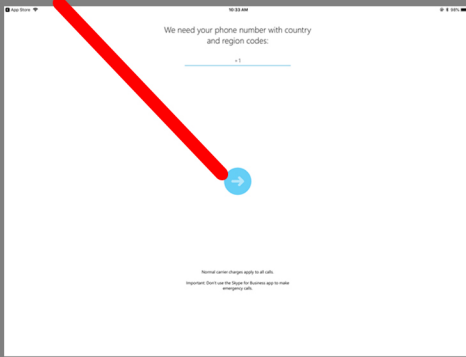 App Store
10:33 AM
98%
We need your phone number with country
and region codes:
+1
Normal carrier charges apply to all calls.
Important: Don't use the Skype for Business app to make
emergency calls.